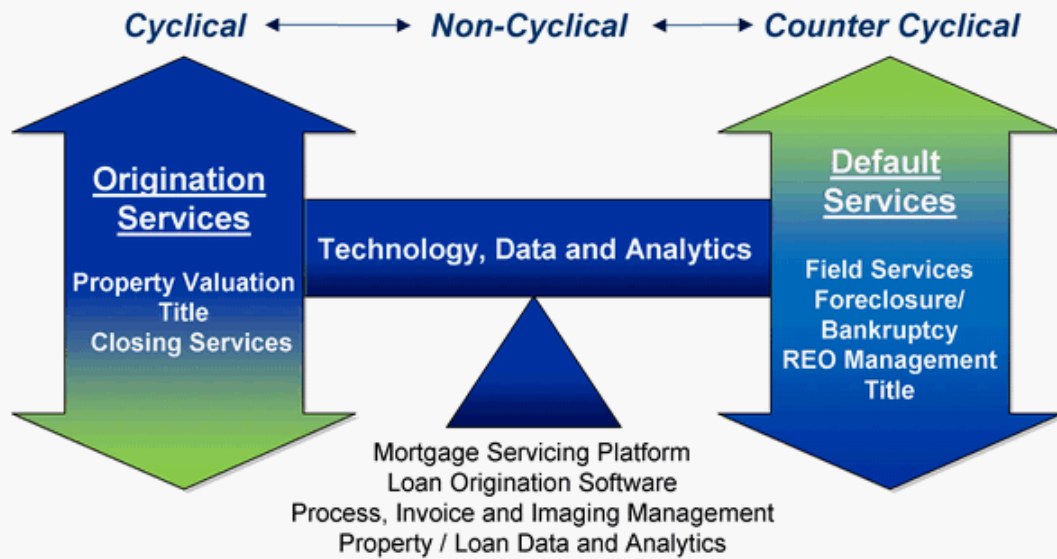 Cyclical Non-Cyclical Counter Cyclical
Origination
Services
Property Valuation
Title
Closing Services
Technology, Data and Analytics
Default
Services
Field Services
Foreclosure/
Bankruptcy
REO Management
Title
Mortgage Servicing Platform
Loan Origination Software
Process, Invoice and Imaging Management
Property / Loan Data and Analytics